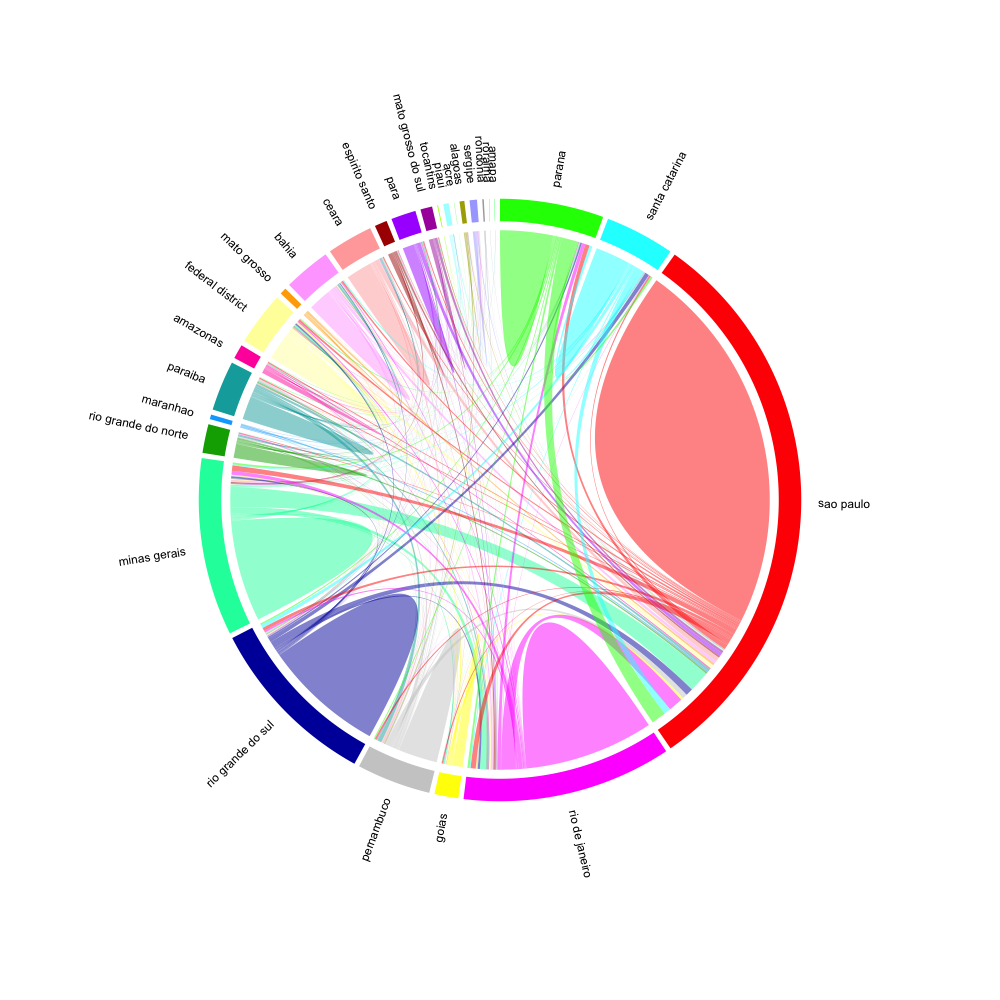 parana
santa catarina
sao paulo
rio de janeiro
goias
pernambuco
rio grande do sul
minas gerais
rio grande do norte
maranhao
paraiba
amazonas
federal district
mato grosso
bahia
ceara
espirito santo
para
mato grosso do sul
tocantins
piaui
acre
alagoas
sergipe
rondonia
roraima
amapa